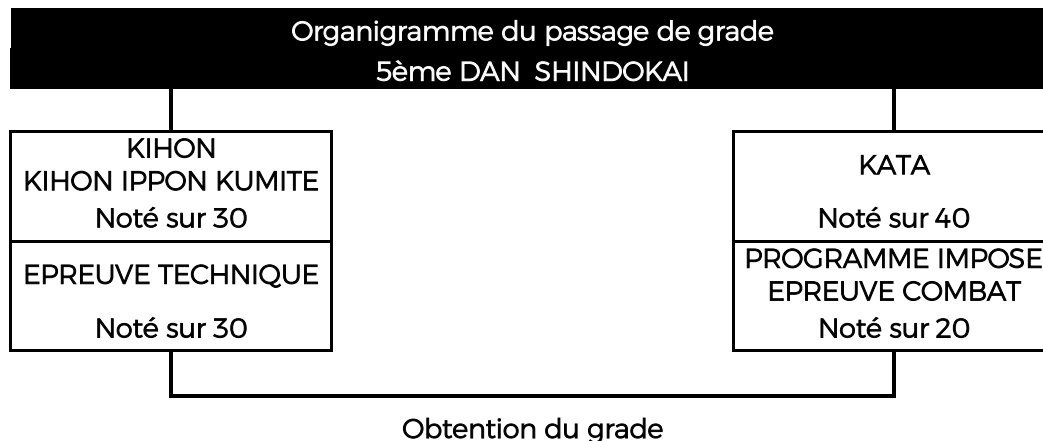 Organigramme du passage de grade
5ème DAN SHINDOKAI
KIHON
KIHON IPPON KUMITE
Noté sur 30
EPREUVE TECHNIQUE
Noté sur 30
KATA
Noté sur 40
PROGRAMME IMPOSE
EPREUVE COMBAT
Noté sur 20
Obtention du grade